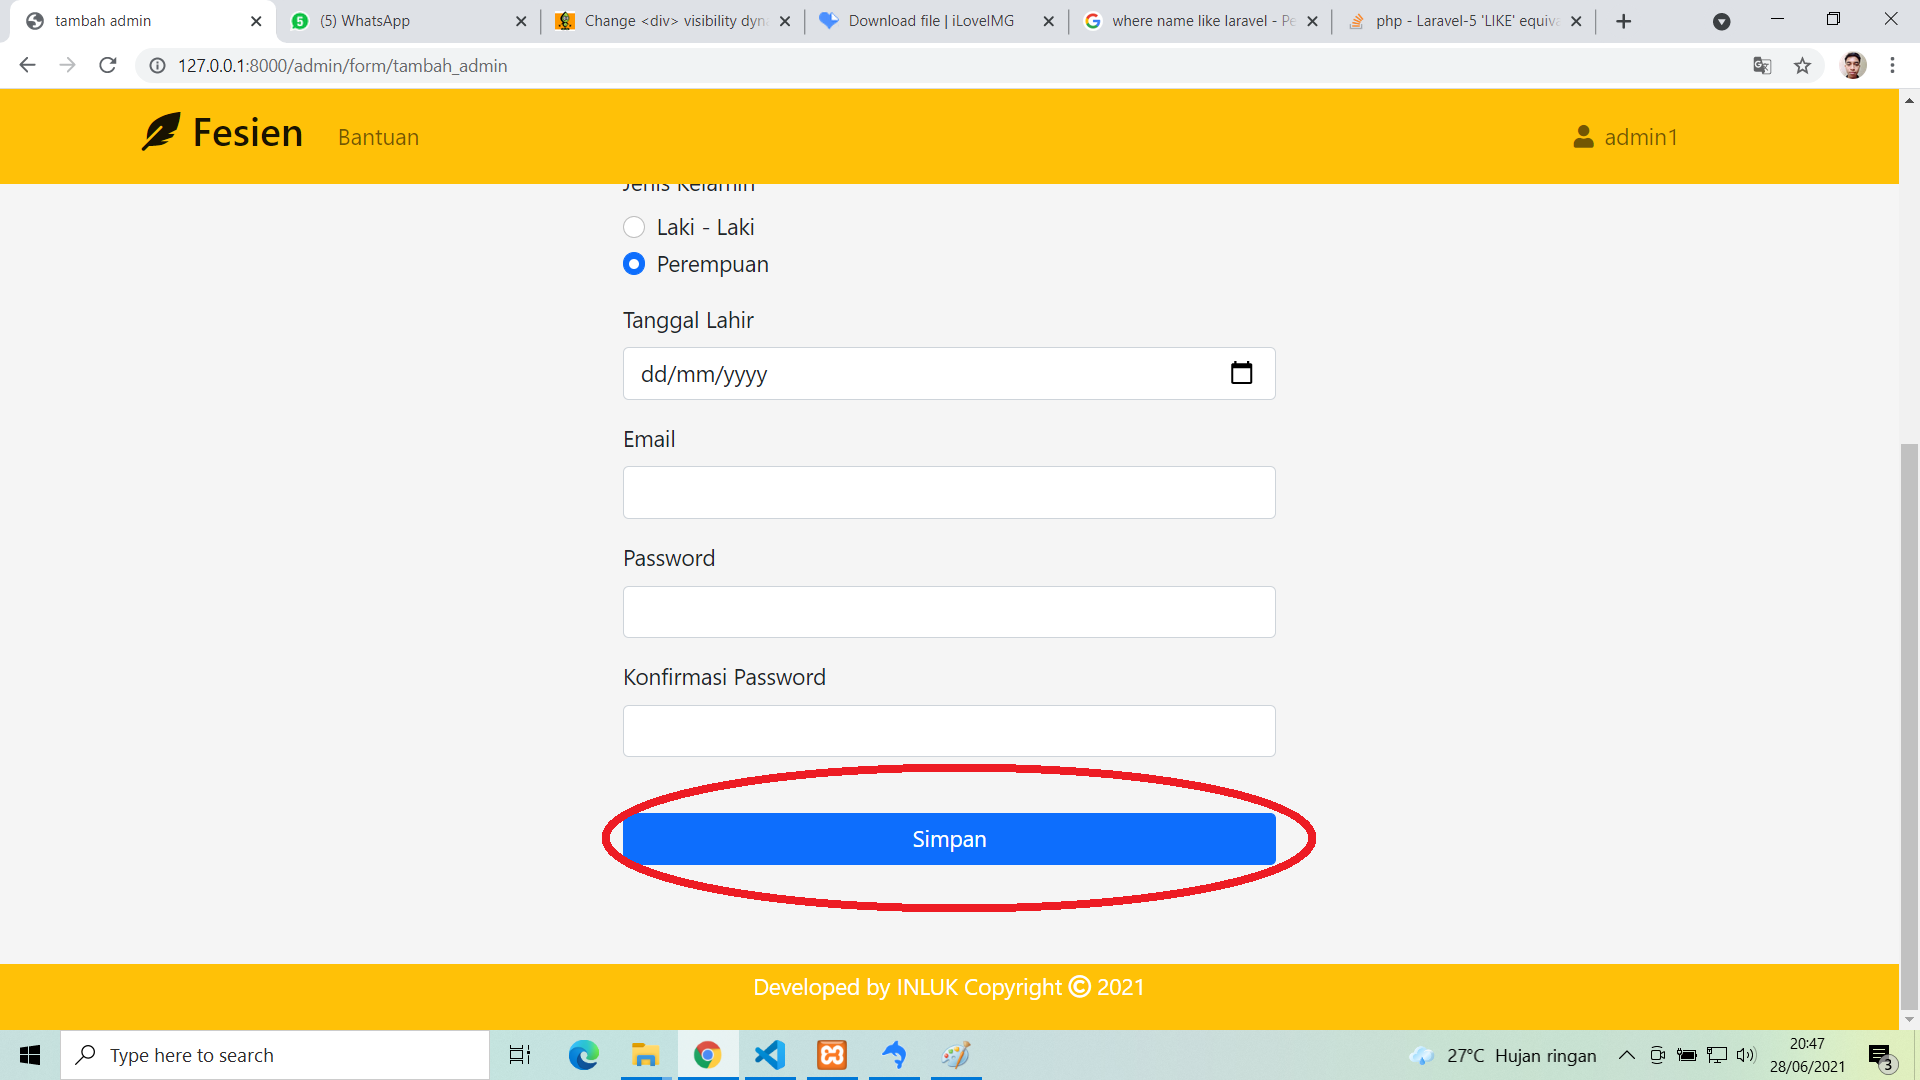 tambah admin
(5) WhatsApp
Change <div> visibility dyn
Download file | iLoveIMG
where name like laravel - Pe
php - Laravel-5 'LIKE' equiva
127.0.0.1:8000/admin/form/tambah_admin
Fesien
Bantuan
admin1
Jenis Kelamin
Laki - Laki
Perempuan
Tanggal Lahir
dd/mm/yyyy
Email
Password
Konfirmasi Password
Simpan
Developed by INLUK Copyright © 2021
Type here to search
27°C Hujan ringan
20:47
28/06/2021
3